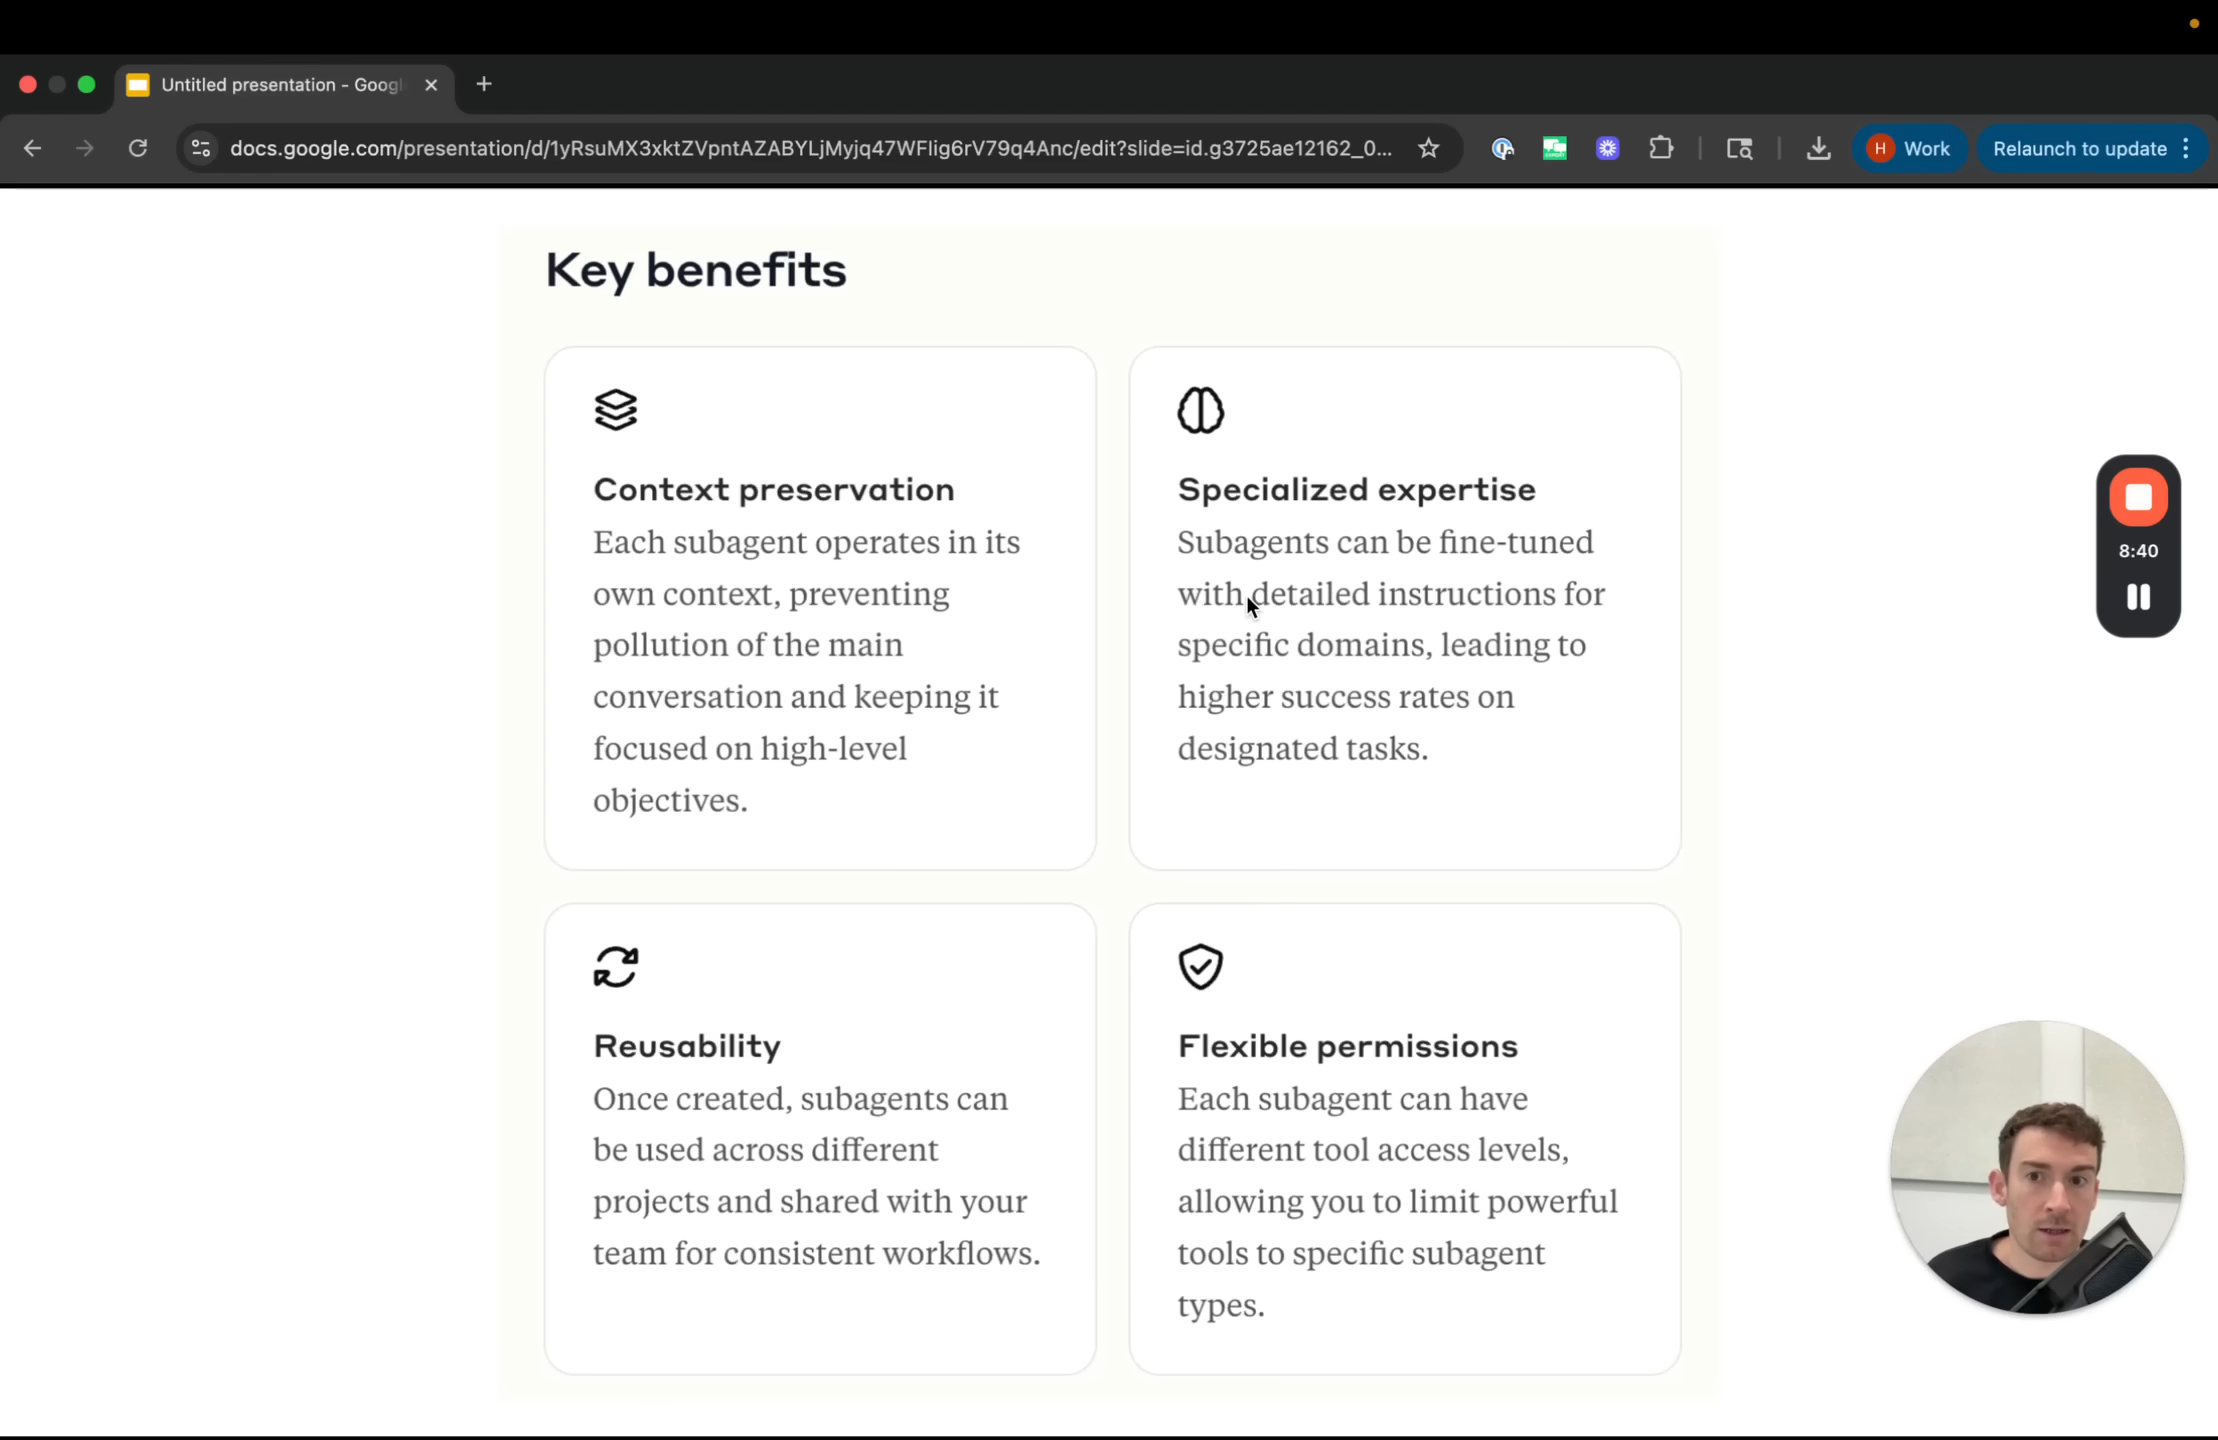 Untitled presentation - Goog
docs.google.com/presentation/d/1yRsuMX3xktZVpntAZABYLjMyjq47WFlig6rV79q4Anc/edit?slide=id.g3725ae12162_0...
H Work
Relaunch to update
Key benefits
Context preservation
Each subagent operates in its
own context, preventing
pollution of the main
conversation and keeping it
focused on high-level
objectives.
Specialized expertise
Subagents can be fine-tuned
with detailed instructions for
specific domains, leading to
higher success rates on
designated tasks.
8:40
Reusability
Once created, subagents can
be used across different
projects and shared with your
team for consistent workflows.
Flexible permissions
Each subagent can have
different tool access levels,
allowing you to limit powerful
tools to specific subagent
types.